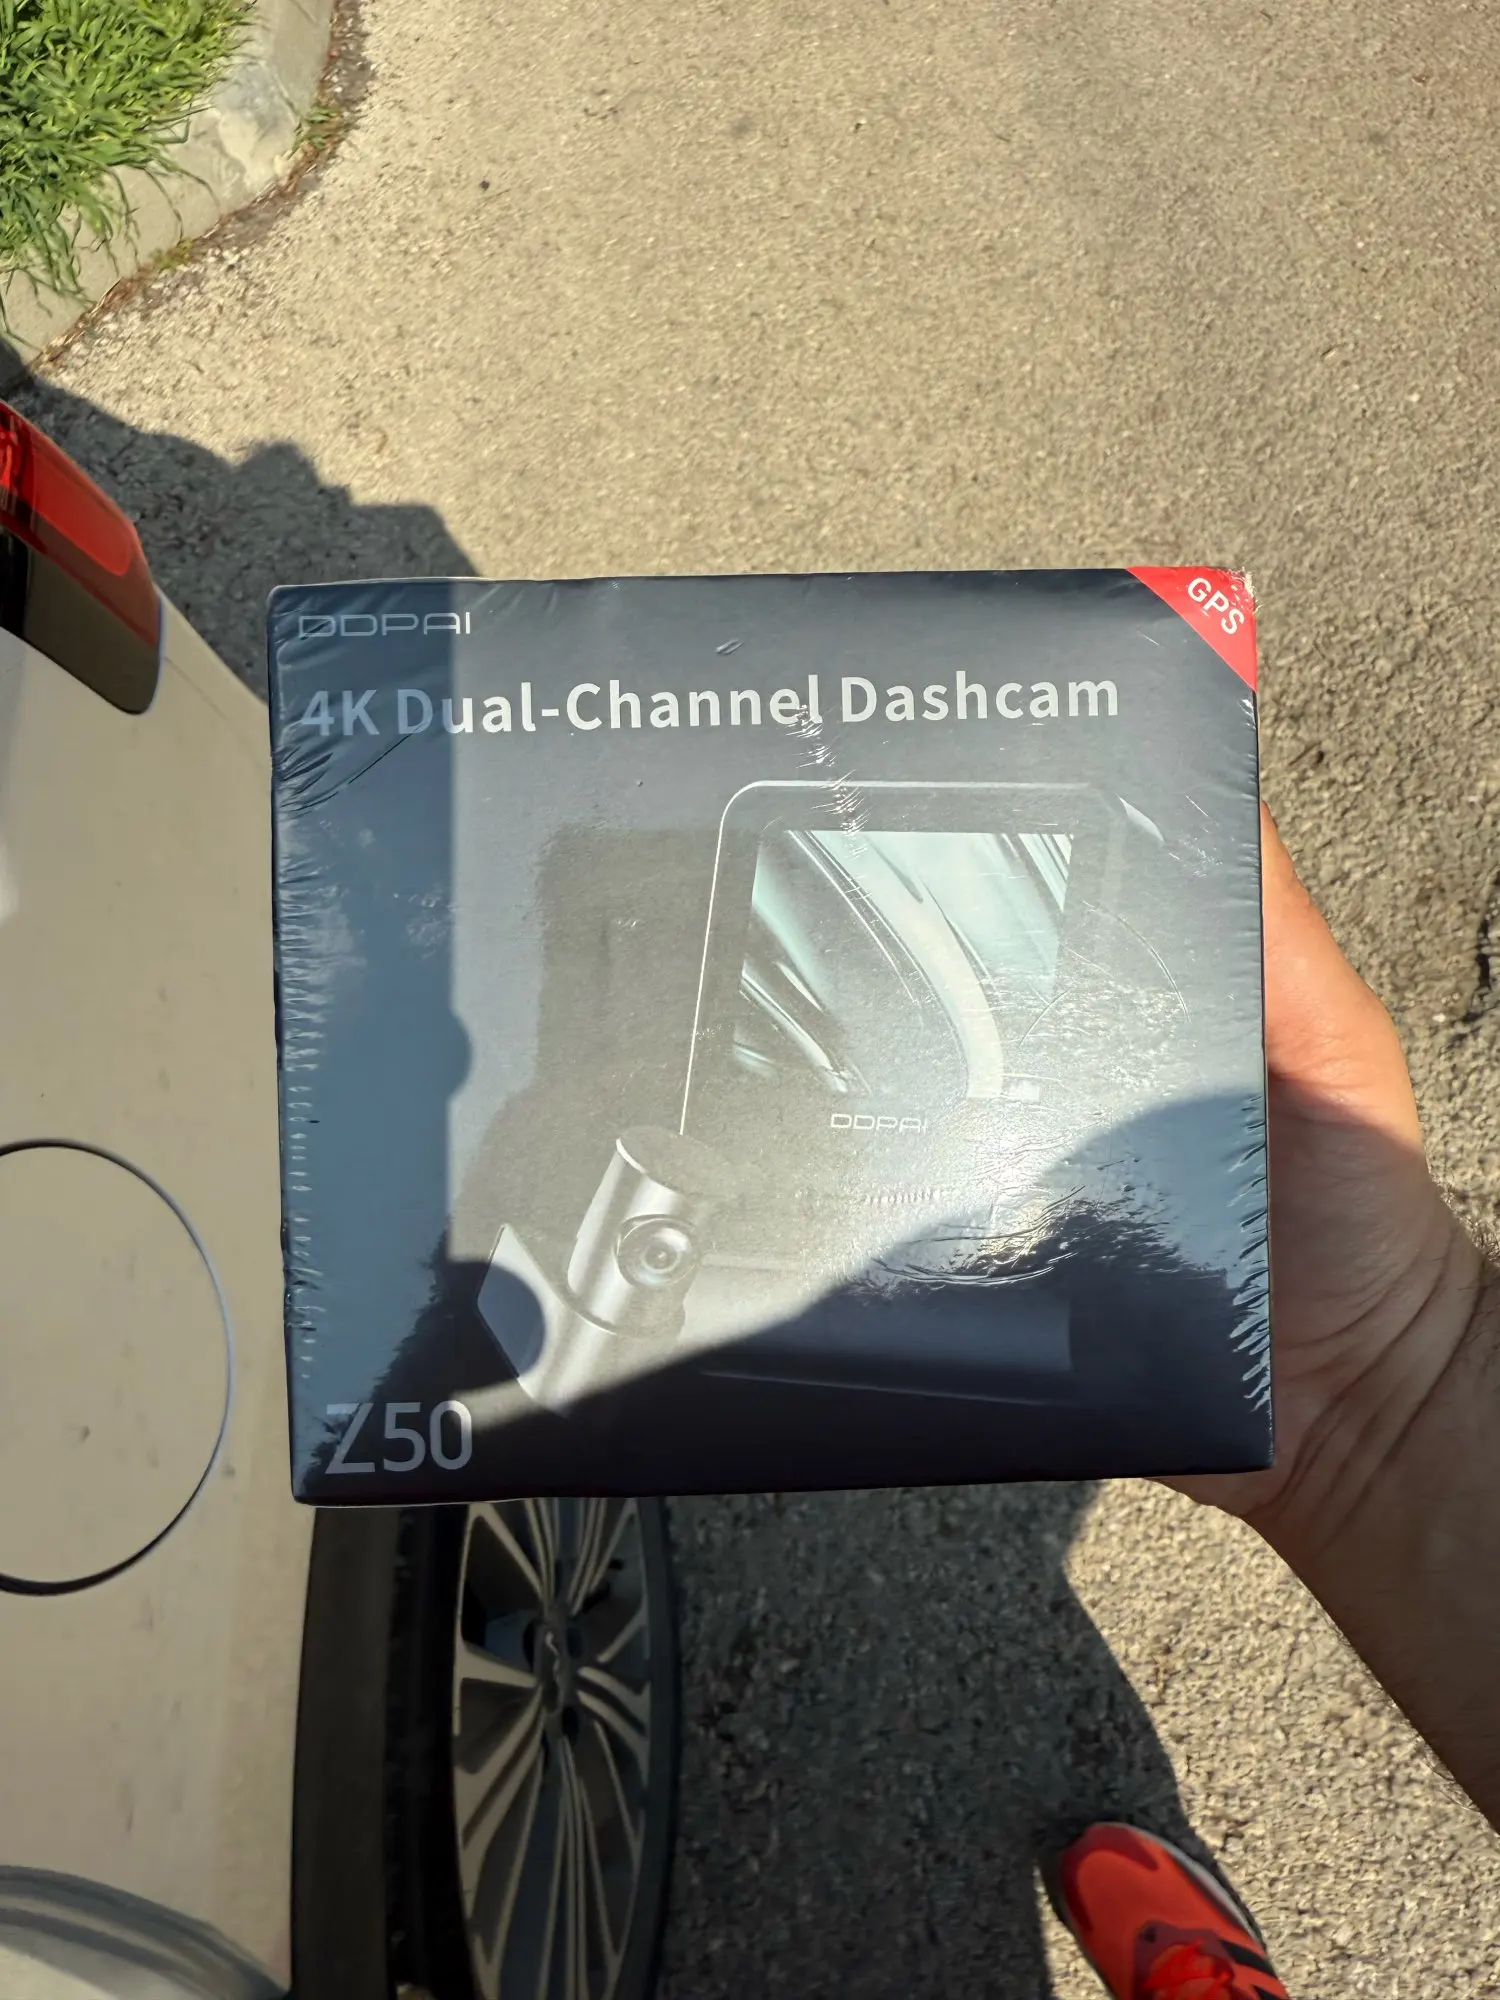 DDPAI
GPS
4K Dual-Channel Dashcam
DDPAI
Z50